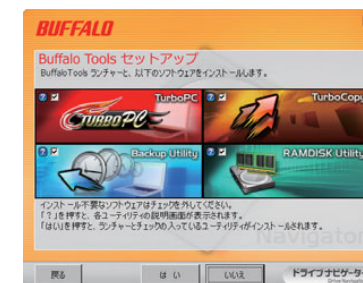 BUFFALO
Buffalo Tools セットアップ
BuffaloTools ランチャーと、以下のソフトウェアをインストールします。
TurboPC
TURBO PC
TurboCopy
Backup Utility
RAMDISK Utility
インストール不要なソフトウェアはチェックを外してください。
「？」を押すと、各ユーティリティの説明画面が表示されます。
「はい」を押すと、ランチャーとチェックの入っているユーティリティがインストールされます。
Navigator
戻る
はい
いいえ
ドライブナビゲーター
Drive Navigator